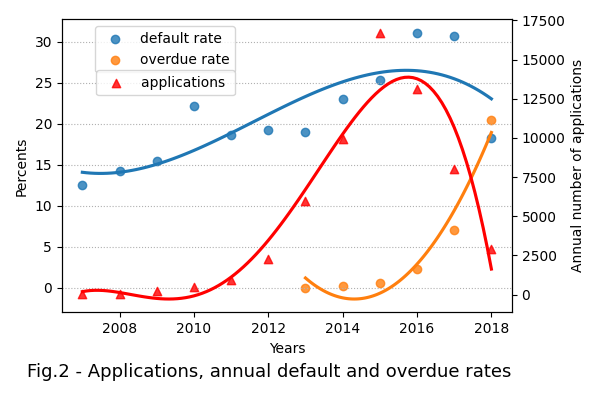 default rate
overdue rate
applications
30
25
20
15
10
5
0
Percents
17500
15000
12500
10000
7500
5000
2500
0
Annual number of applications
2008 2010 2012 2014 2016 2018
Years
Fig.2 - Applications, annual default and overdue rates